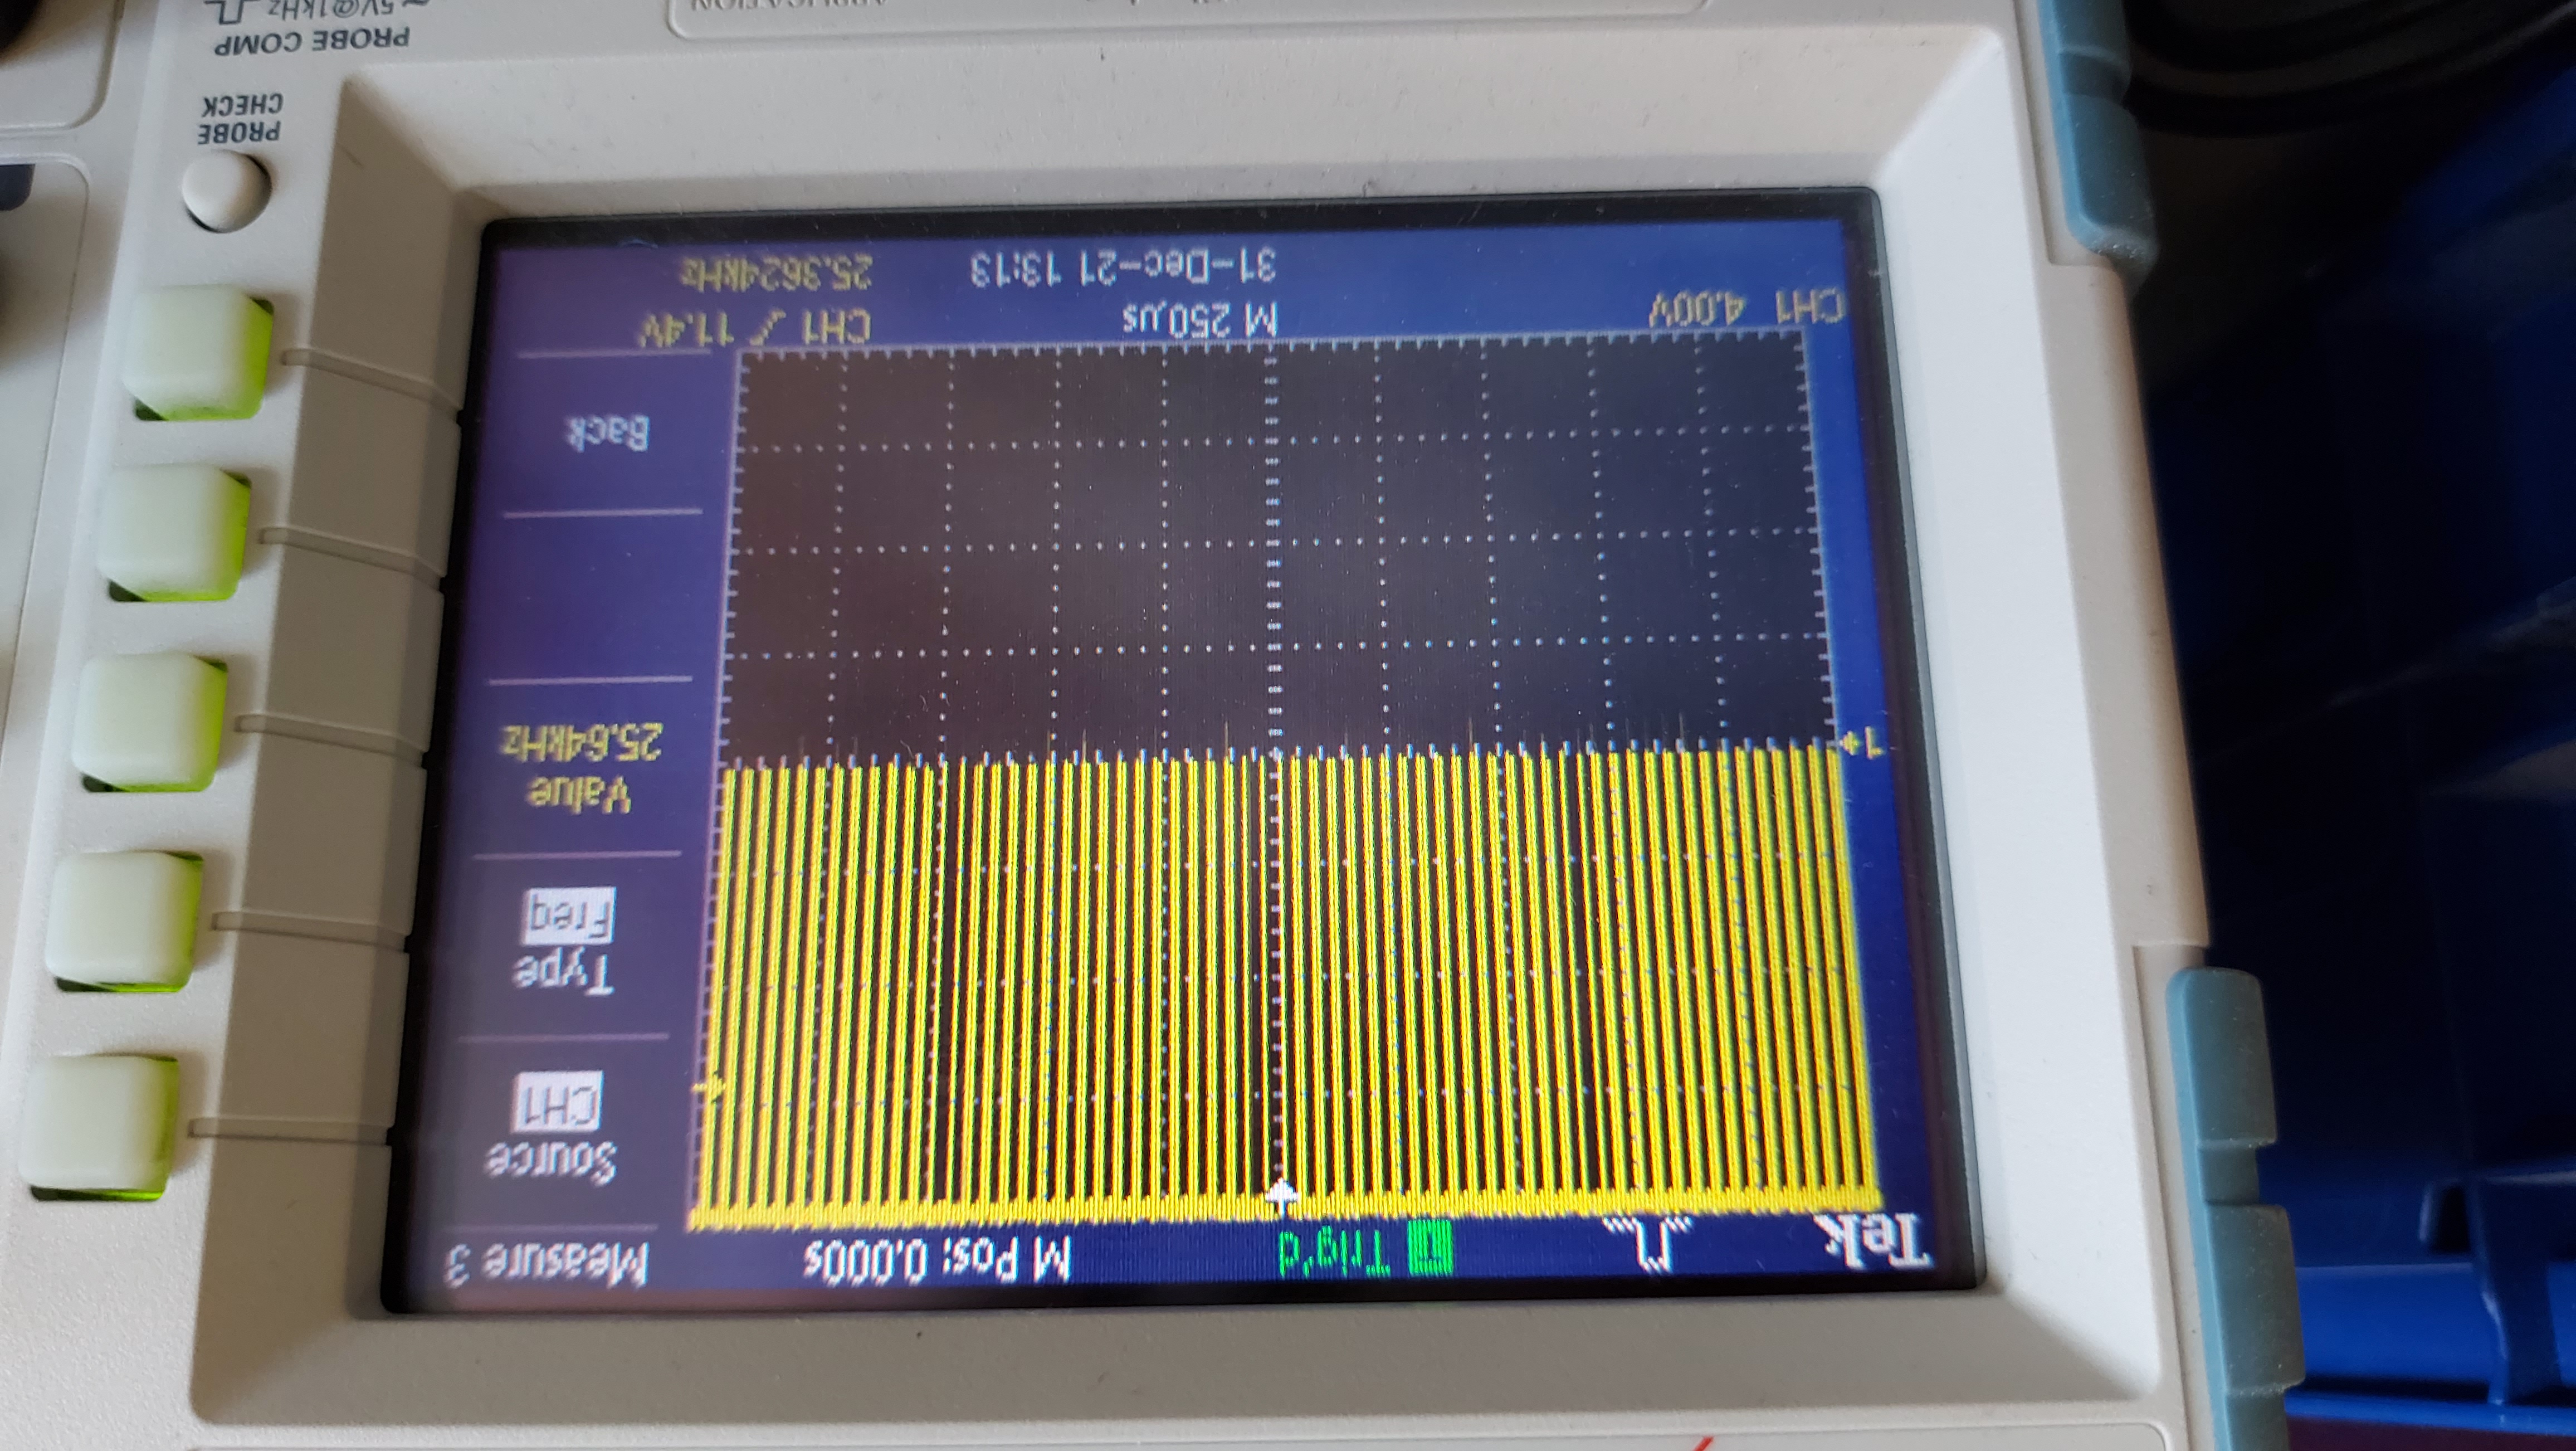 Tek T Trig'd M Pos: 0.000s Measure 3
Source
CH1
Type
Freq
Value
1
25.64kHz
Back
CH1 4.00V M 250µs CH1 11.4V
31-Dec-21 13:13 25.3624kHz
PROBE
CHECK
PROBE COMP
~5V@1kHz